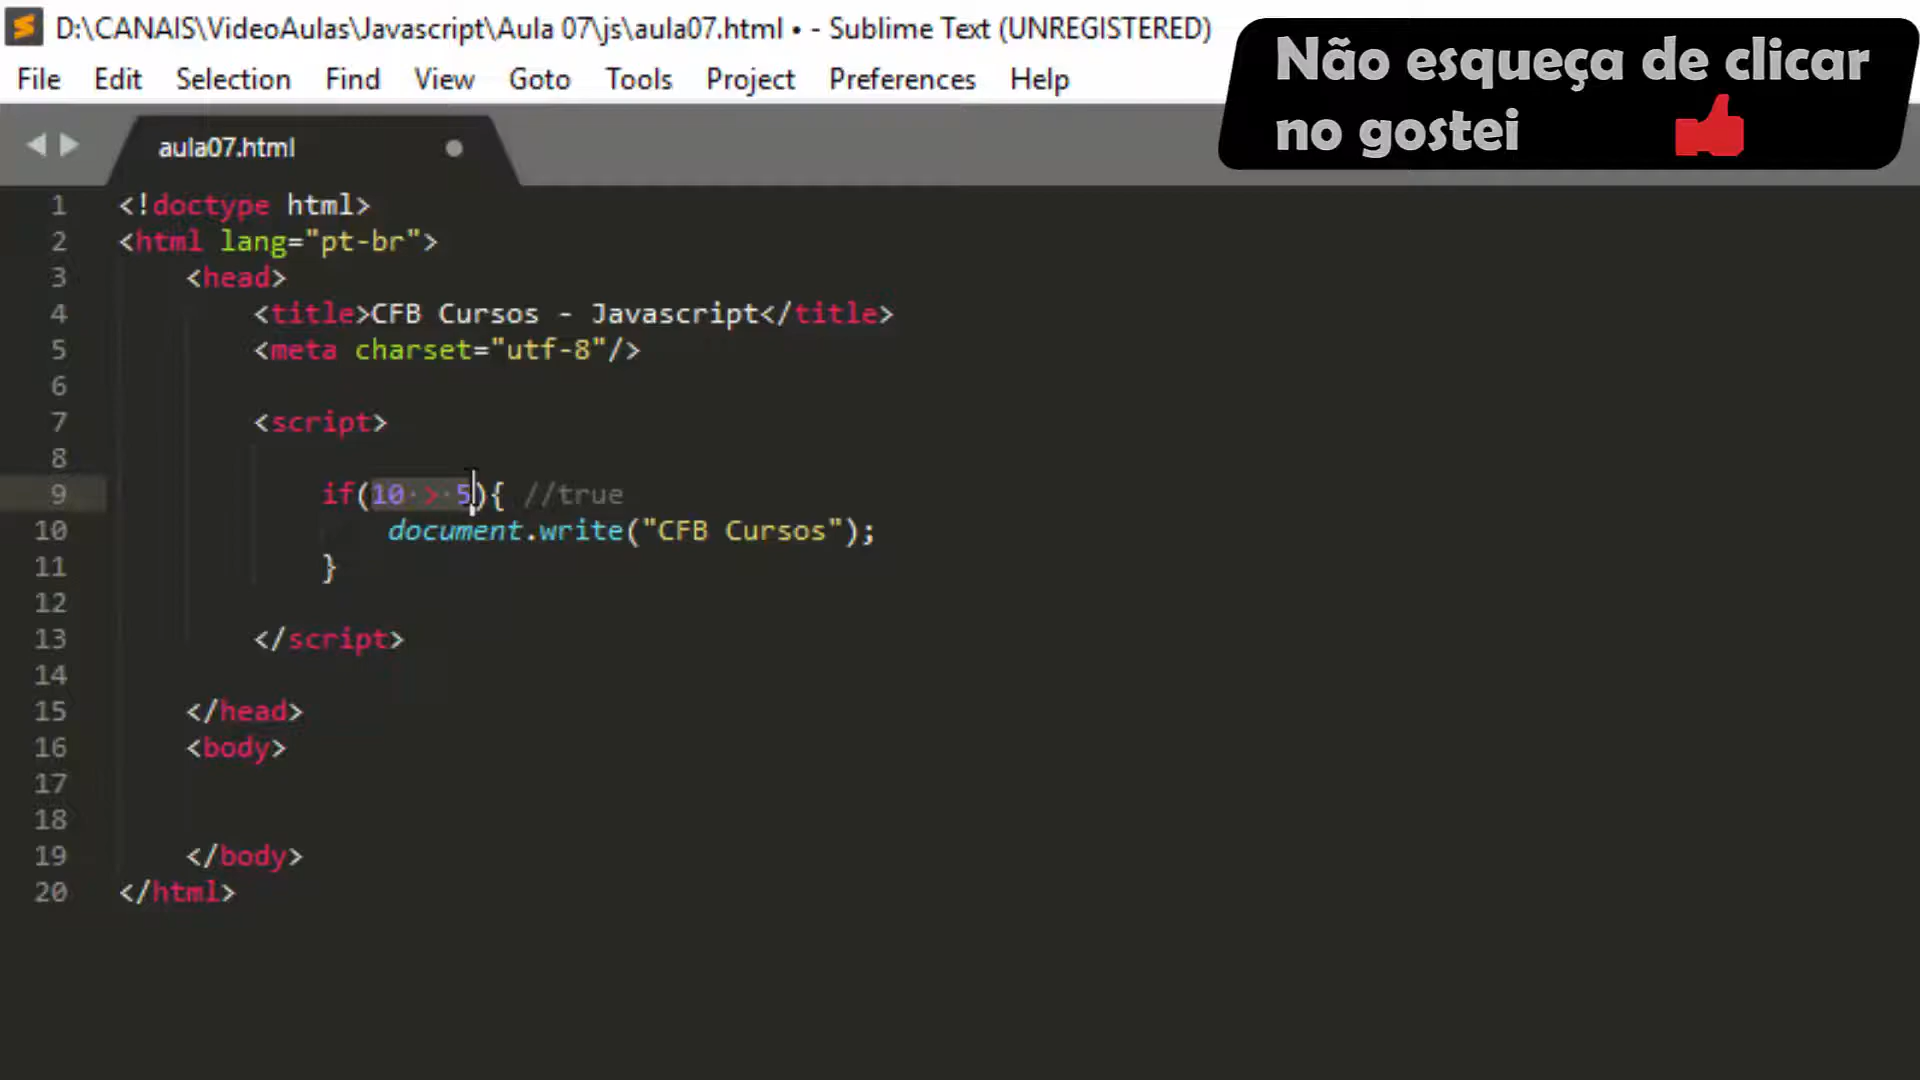 D:\CANAIS\VideoAulas\Javascript\Aula 07\js\aula07.html • - Sublime Text (UNREGISTERED)
Não esqueça de clicar
no gostei
File Edit Selection Find View Goto Tools Project Preferences Help
aula07.html
1 <!doctype html>
2 <html lang="pt-br">
3 <head>
4 <title>CFB Cursos - Javascript</title>
5 <meta charset="utf-8"/>
6
7 <script>
8
9 if(10 > 5){ //true
10 document.write("CFB Cursos");
11 }
12
13 </script>
14
15 </head>
16 <body>
17
18
19 </body>
20 </html>